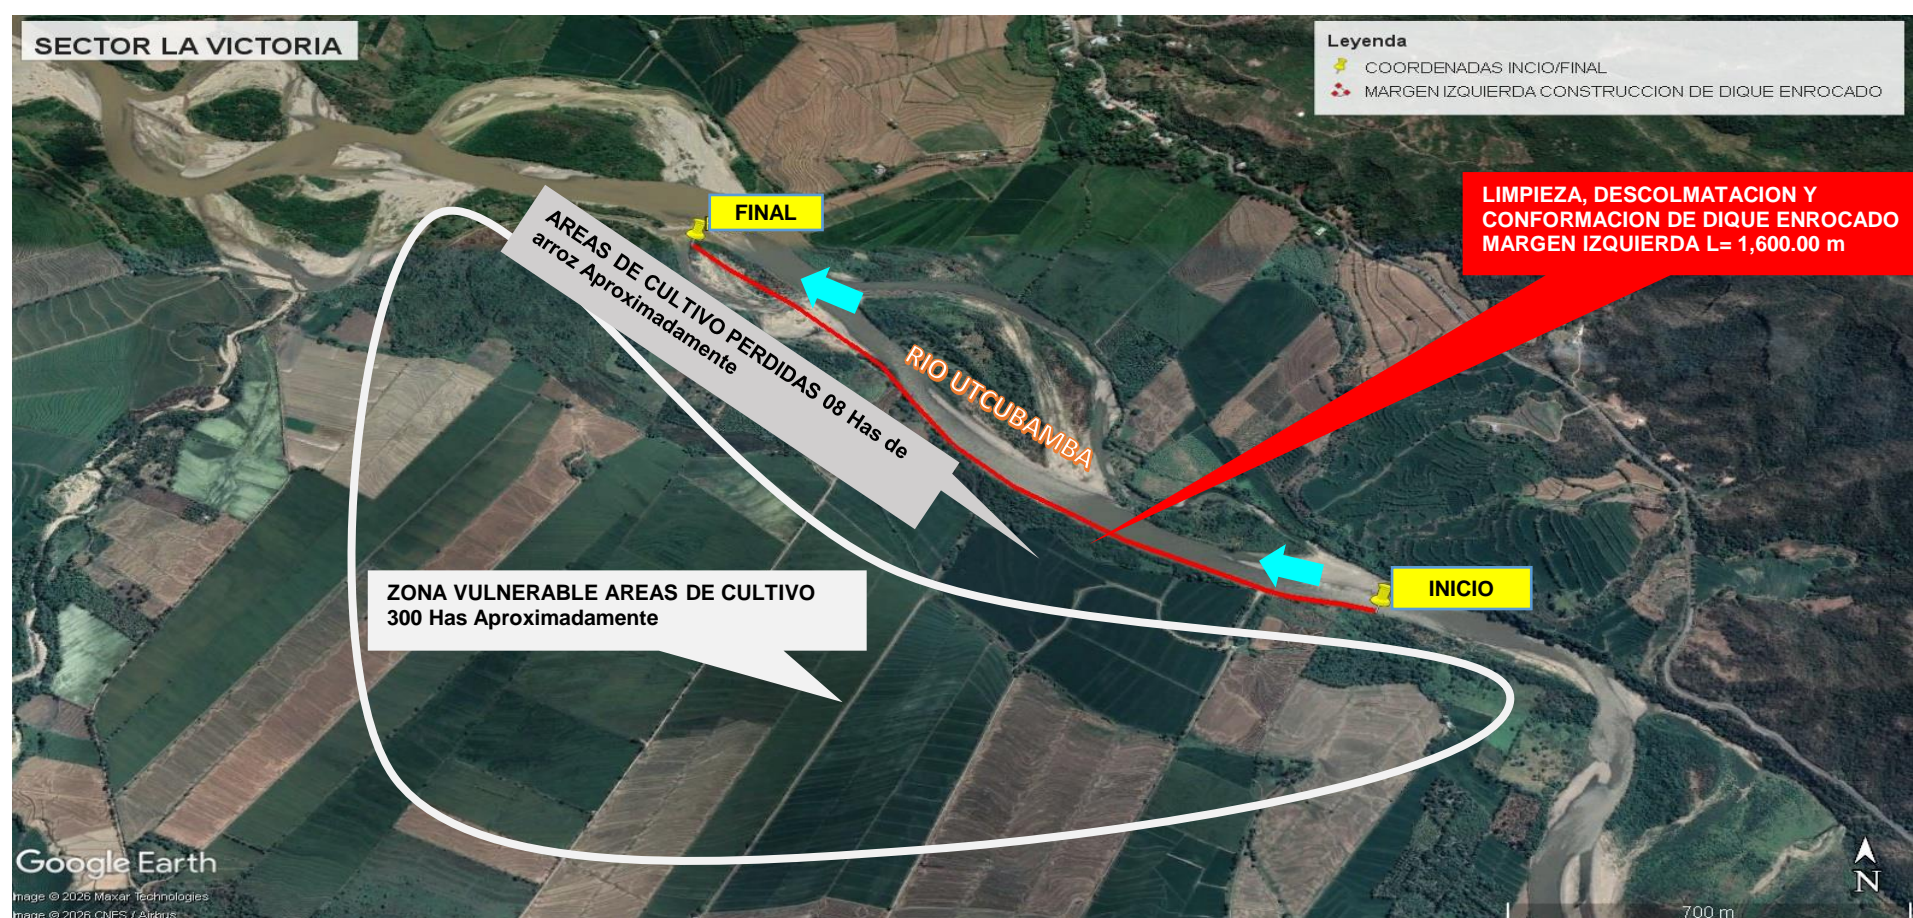 SECTOR LA VICTORIA
Leyenda
COORDENADAS INCIO/FINAL
MARGEN IZQUIERDA CONSTRUCCION DE DIQUE ENROCADO
LIMPIEZA, DESCOLMATACION Y
CONFORMACION DE DIQUE ENROCADO
MARGEN IZQUIERDA L= 1,600.00 m
FINAL
AREAS DE CULTIVO PERDIDAS 08 Has de
arroz Aproximadamente
RIO UTCUBAMBA
INICIO
ZONA VULNERABLE AREAS DE CULTIVO
300 Has Aproximadamente
Google Earth
Image © 2026 Maxar Technologies
Image © 2026 CNES / Airbus
N
700 m